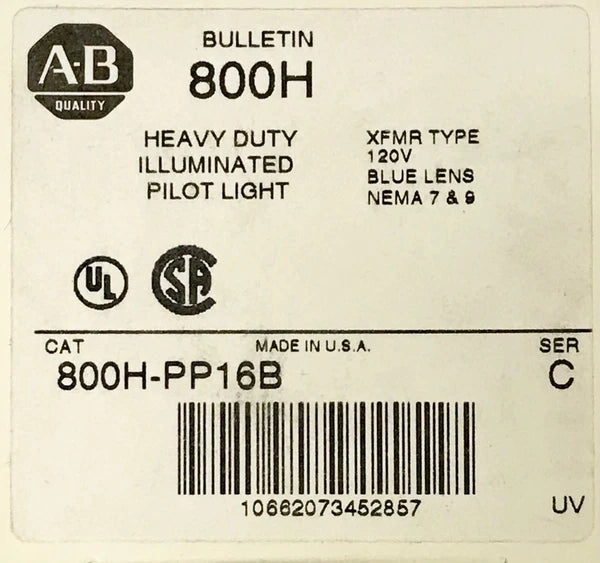 A-B
QUALITY
BULLETIN
800H
HEAVY DUTY
ILLUMINATED
PILOT LIGHT
XFMR TYPE
120V
BLUE LENS
NEMA 7 & 9
UL
SA
CAT
MADE IN U.S.A.
SER
800H-PP16B
C
10662073452857
UV